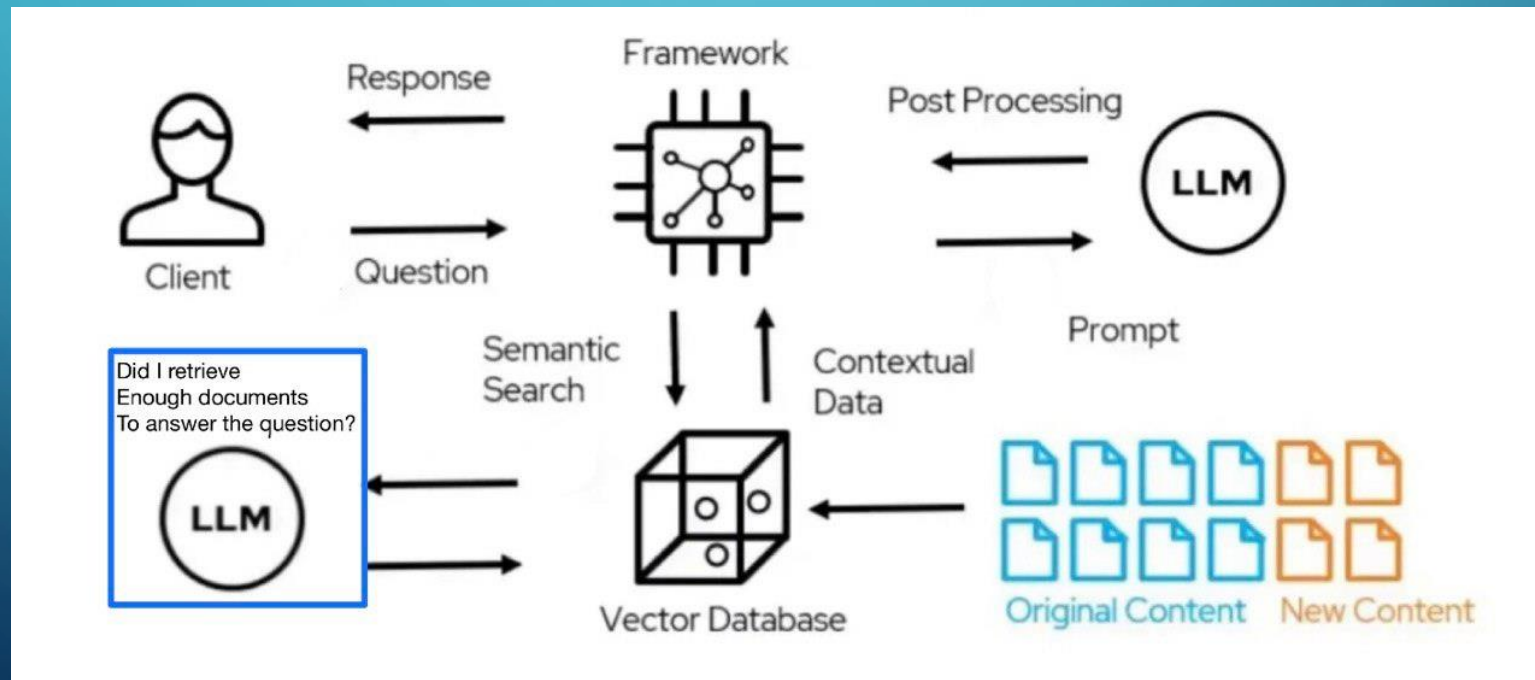 Framework
Response
Post Processing
LLM
Client
Question
Prompt
Semantic
Search
Contextual
Data
Did I retrieve
Enough documents
To answer the question?
LLM
Vector Database
Original Content
New Content